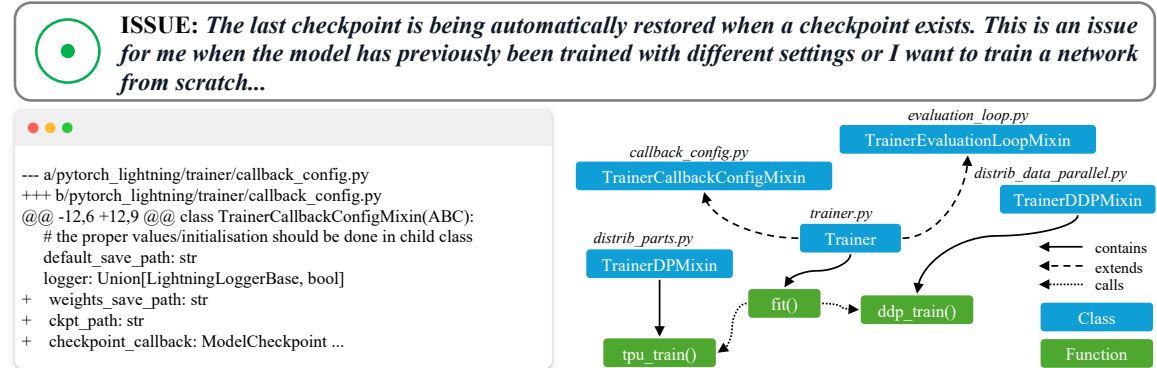 ISSUE: The last checkpoint is being automatically restored when a checkpoint exists. This is an issue
for me when the model has previously been trained with different settings or I want to train a network
from scratch...
--- a/pytorch_lightning/trainer/callback_config.py
+++ b/pytorch_lightning/trainer/callback_config.py
@@ -12,6 +12,9 @@ class TrainerCallbackConfigMixin(ABC):
# the proper values/initialisation should be done in child class
default_save_path: str
logger: Union[LightningLoggerBase, bool]
+ weights_save_path: str
+ ckpt_path: str
+ checkpoint_callback: ModelCheckpoint ...
evaluation_loop.py
TrainerEvaluationLoopMixin
callback_config.py
TrainerCallbackConfigMixin
distrib_data_parallel.py
TrainerDDPMixin
trainer.py
Trainer
distrib_parts.py
TrainerDPMixin
contains
extends
calls
fit()
ddp_train()
Class
tpu_train()
Function